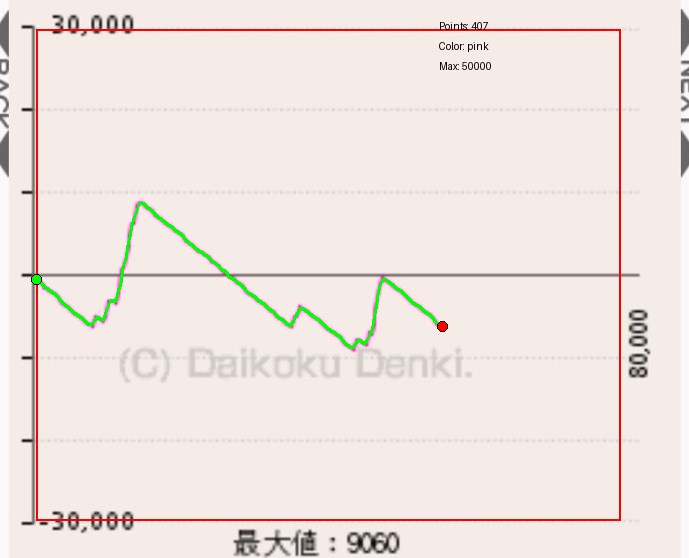 30,000
Points: 407
Color: pink
Max: 50000
BACK
NEXT
80,000
(C) Daikoku Denki.
-30,000
最大値：9060